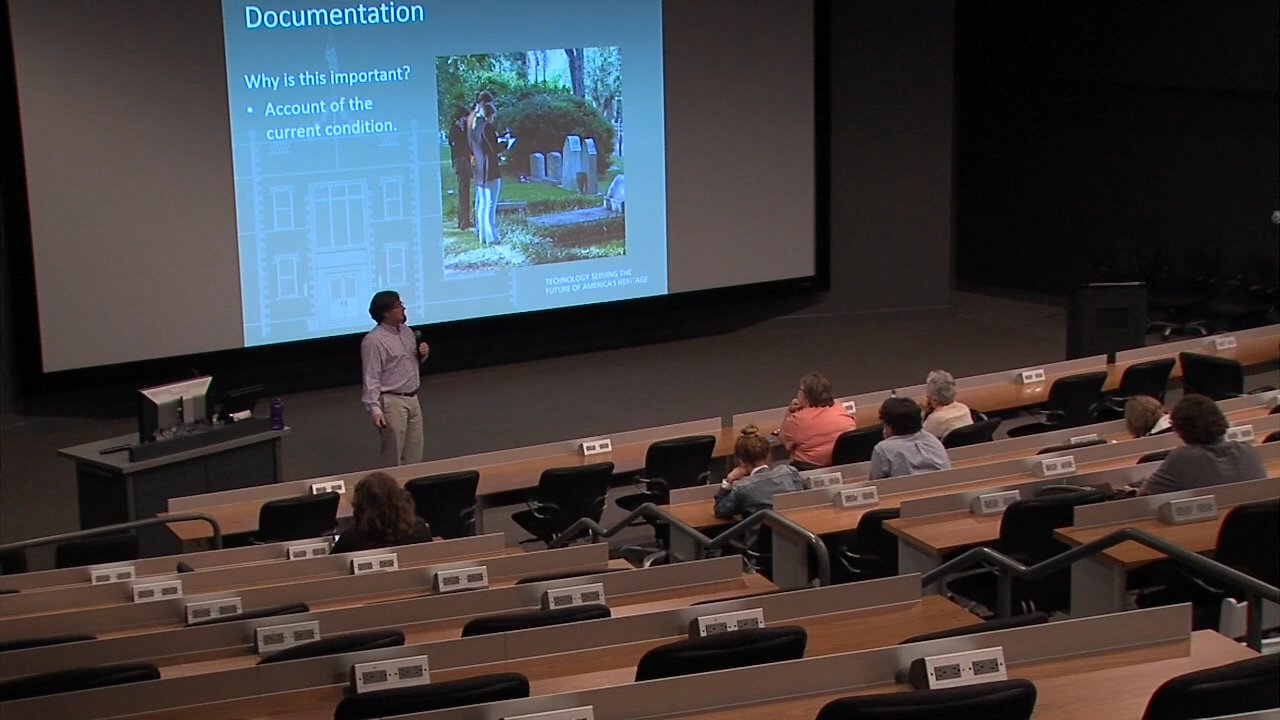 Documentation
Why is this important?
• Account of the
current condition.
TECHNOLOGY SERVING THE
FUTURE OF AMERICA'S HERITAGE